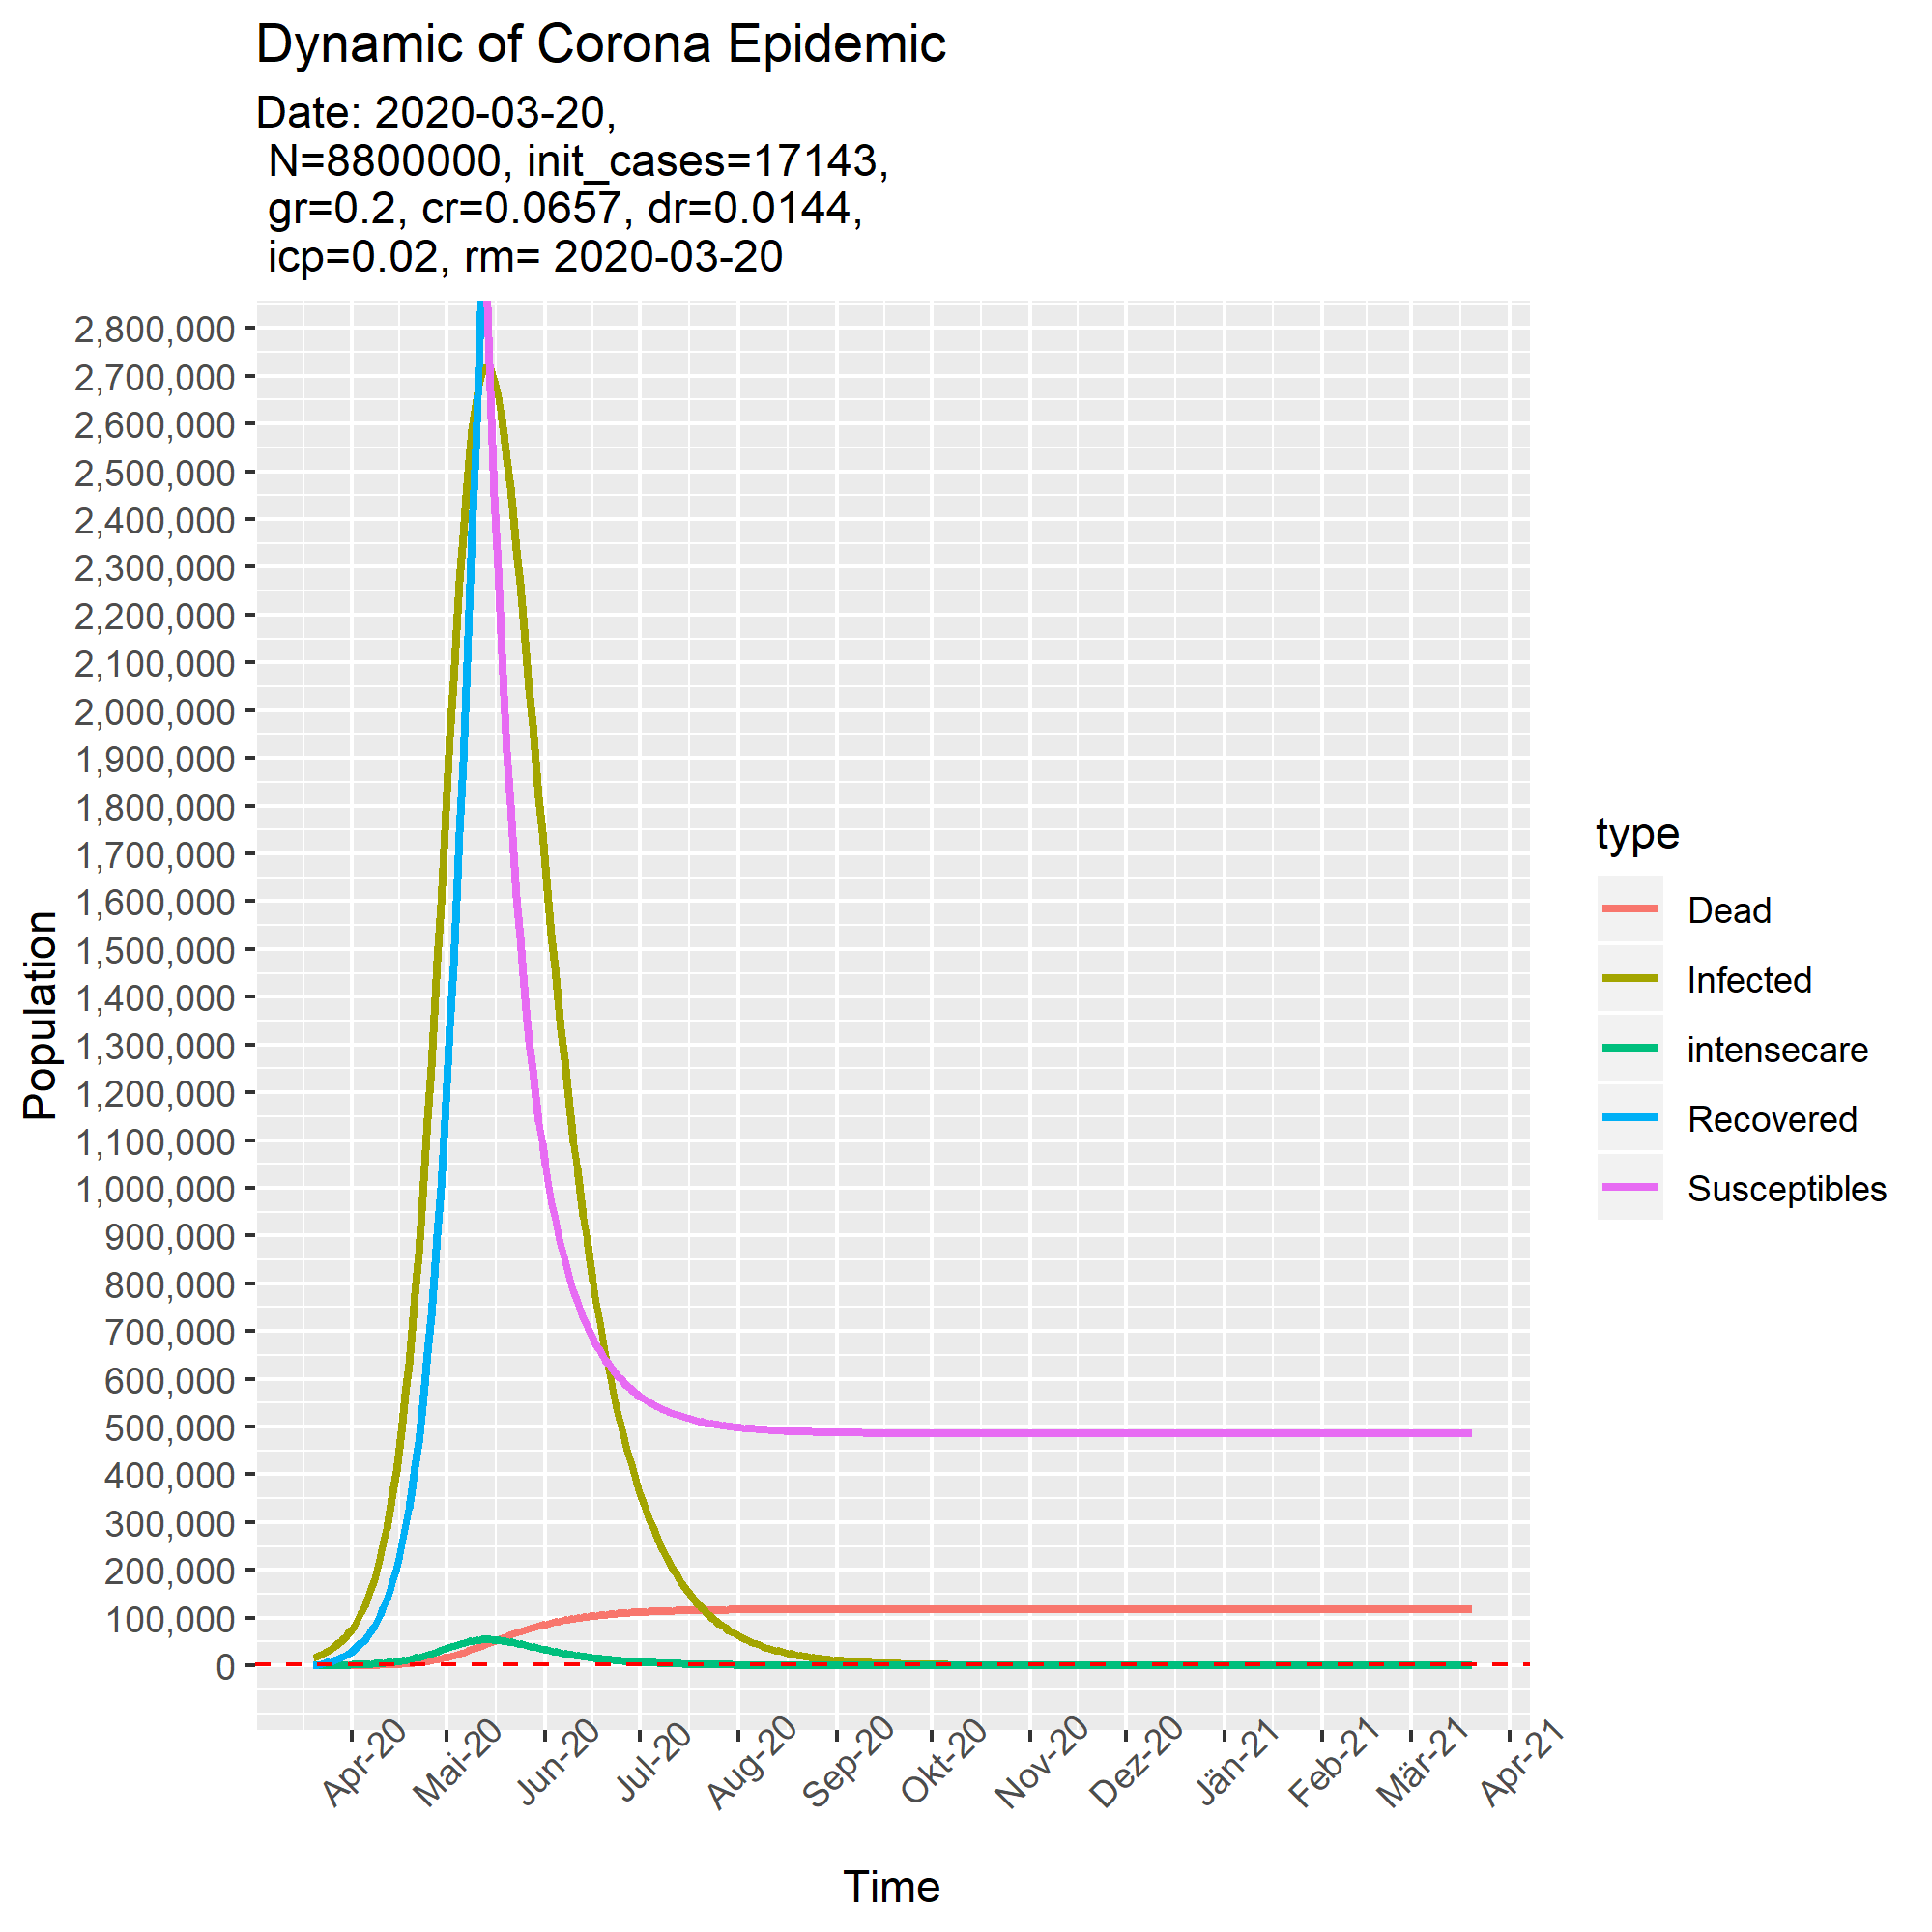 Dynamic of Corona Epidemic
Date: 2020-03-20,
N=8800000, init_cases=17143,
gr=0.2, cr=0.0657, dr=0.0144,
icp=0.02, rm= 2020-03-20
2,800,000
2,700,000
2,600,000
2,500,000
2,400,000
2,300,000
2,200,000
2,100,000
2,000,000
1,900,000
1,800,000
1,700,000
1,600,000
1,500,000
1,400,000
1,300,000
1,200,000
1,100,000
1,000,000
900,000
800,000
700,000
600,000
500,000
400,000
300,000
200,000
100,000
0
Population
Apr-20
Mai-20
Jun-20
Jul-20
Aug-20
Sep-20
Okt-20
Nov-20
Dez-20
Jän-21
Feb-21
Mär-21
Apr-21
Time
type
Dead
Infected
intensecare
Recovered
Susceptibles